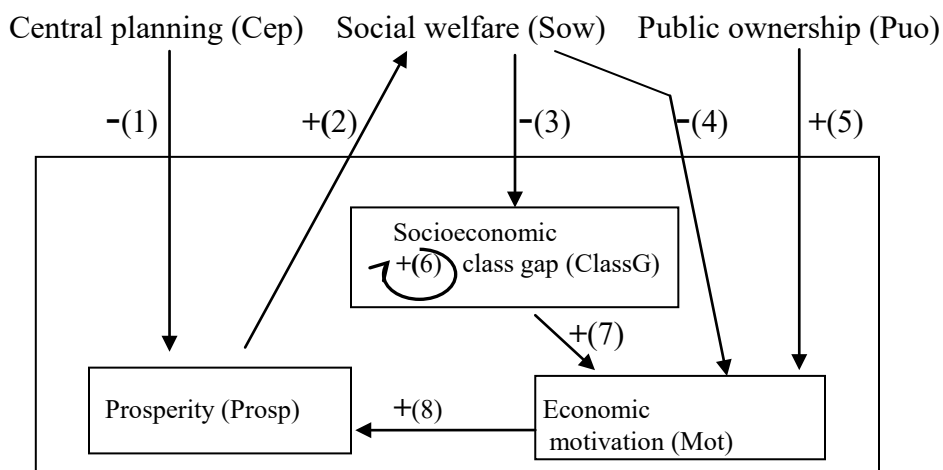 Central planning (Cep) Social welfare (Sow) Public ownership (Puo)
-(1) +(2) -(3) -(4) +(5)
Socioeconomic
+(6) class gap (ClassG)
+(7)
Prosperity (Prosp) +(8) Economic
motivation (Mot)